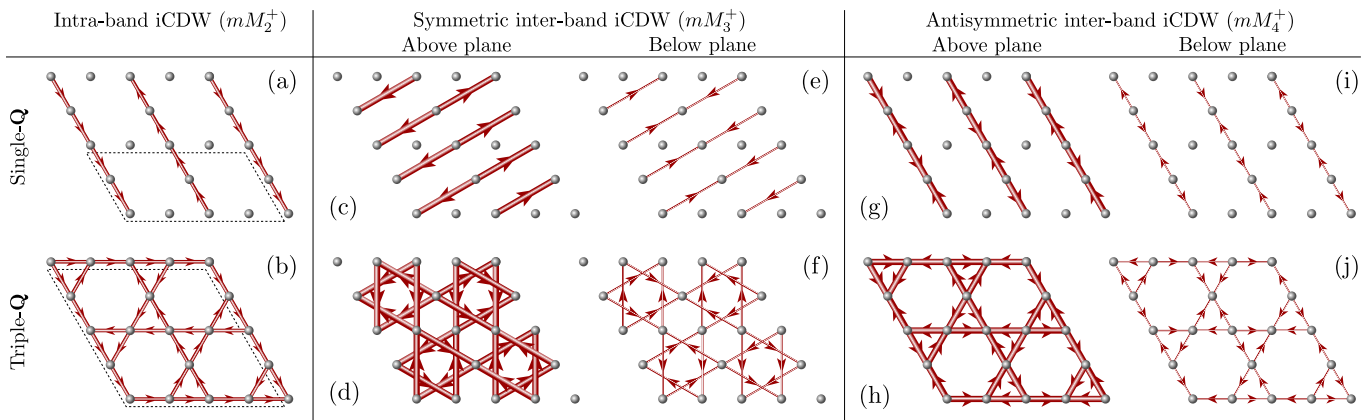 Intra-band iCDW (mM₂⁺)
Symmetric inter-band iCDW (mM₃⁺)
Antisymmetric inter-band iCDW (mM₄⁺)
Above plane
Below plane
Above plane
Below plane
Single-Q
(a)
(c)
(e)
(g)
(i)
Triple-Q
(b)
(d)
(f)
(h)
(j)